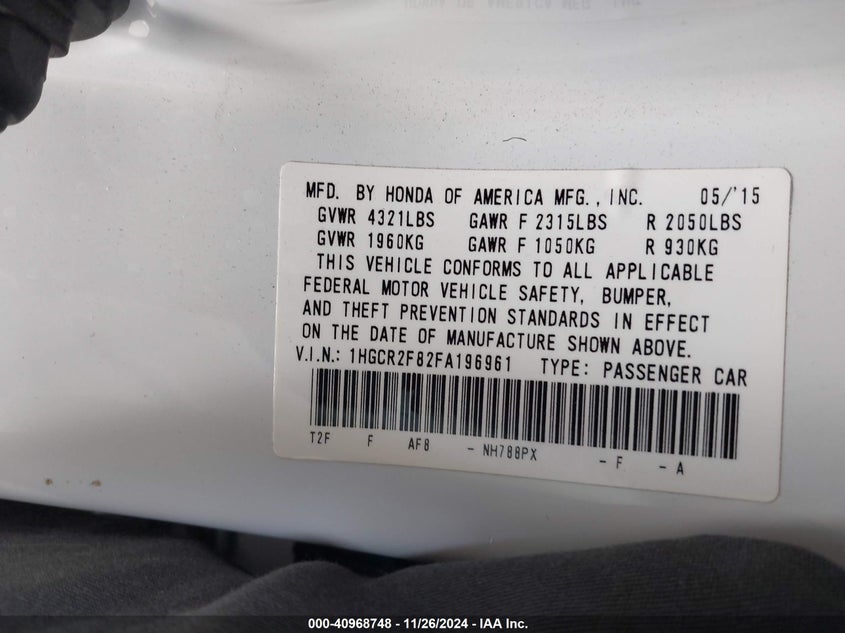 MFD. BY HONDA OF AMERICA MFG., INC. 05/'15
GVWR 4321LBS GAWR F 2315LBS R 2050LBS
GVWR 1960KG GAWR F 1050KG R 930KG
THIS VEHICLE CONFORMS TO ALL APPLICABLE
FEDERAL MOTOR VEHICLE SAFETY, BUMPER,
AND THEFT PREVENTION STANDARDS IN EFFECT
ON THE DATE OF MANUFACTURE SHOWN ABOVE.
V.I.N.: 1HGCR2F82FA196961 TYPE: PASSENGER CAR
T2F F AF8 - NH788PX - F - A
000-40968748 - 11/26/2024 - IAA Inc.